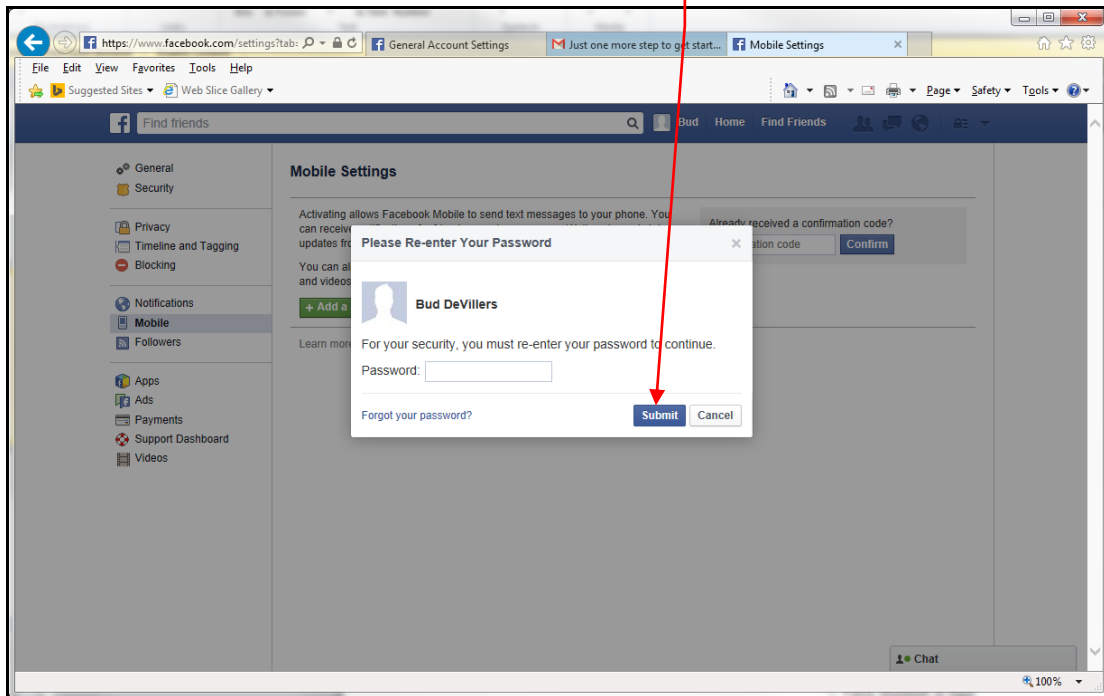 https://www.facebook.com/settings?tab:
General Account Settings
Just one more step to get start...
Mobile Settings
File Edit View Favorites Tools Help
Suggested Sites Web Slice Gallery
Page Safety Tools
Find friends
Bud Home Find Friends
General
Security
Privacy
Timeline and Tagging
Blocking
Notifications
Mobile
Followers
Apps
Ads
Payments
Support Dashboard
Videos
Mobile Settings
Activating allows Facebook Mobile to send text messages to your phone. You
can receive
updates
You can
and videos
+ Add a
Learn
Already received a confirmation code?
code
Confirm
Please Re-enter Your Password
Bud DeVillers
For your security, you must re-enter your password to continue.
Password:
Forgot your password?
Submit Cancel
Chat
100%